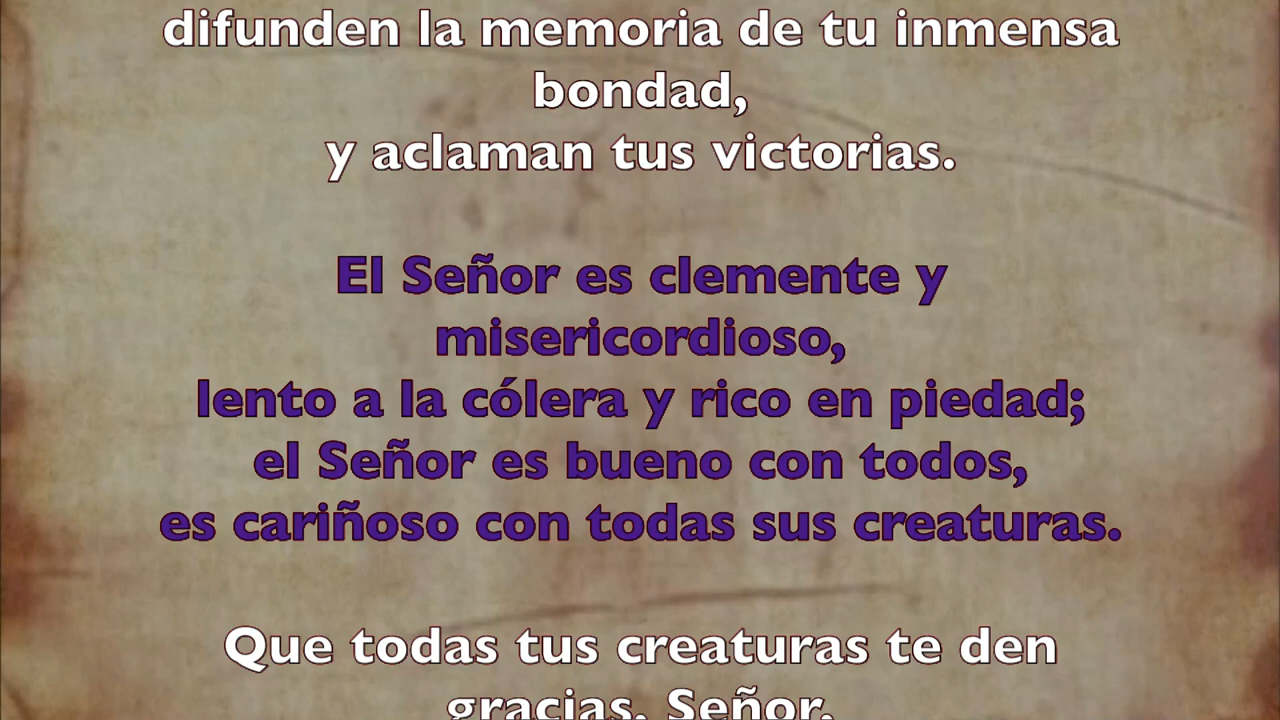 difunden la memoria de tu inmensa
bondad,
y aclaman tus victorias.
El Señor es clemente y
misericordioso,
lento a la cólera y rico en piedad;
el Señor es bueno con todos,
es cariñoso con todas sus creaturas.
Que todas tus creaturas te den
gracias, Señor,